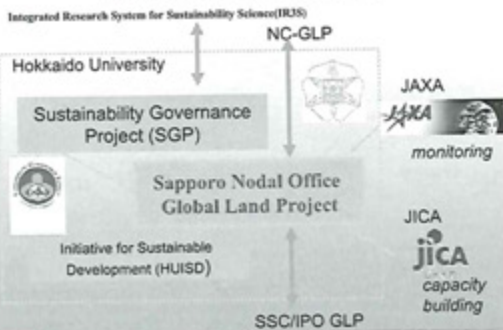 Integrated Research System for Sustainability Science(IR3S)
NC-GLP
Hokkaido University
JAXA
Sustainability Governance
Project (SGP)
JAXA
monitoring
Sapporo Nodal Office
Global Land Project
JICA
Initiative for Sustainable
Development (HUISD)
jiCA
capacity
building
SSC/IPO GLP